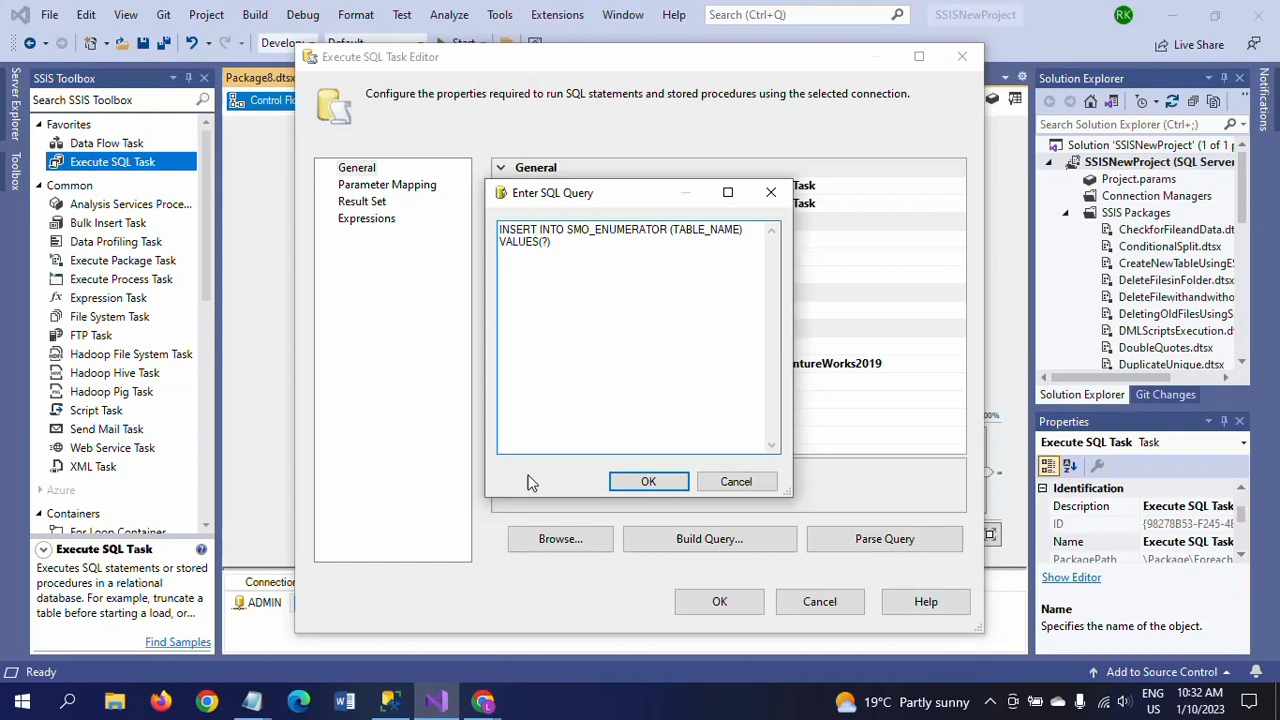 File Edit View Git Project Build Debug Format Test Analyze Tools Extensions Window Help Search (Ctrl+Q) SSISNewProject RK
Default Live Share
SSIS Toolbox
Package8.dtsx
Search SSIS Toolbox
Control Flo
Server Explorer
Toolbox
Favorites
Data Flow Task
Execute SQL Task
Common
Analysis Services Proce...
Bulk Insert Task
Data Profiling Task
Execute Package Task
Execute Process Task
Expression Task
File System Task
FTP Task
Hadoop File System Task
Hadoop Hive Task
Hadoop Pig Task
Script Task
Send Mail Task
Web Service Task
XML Task
Azure
Containers
For Loop Container
Execute SQL Task
Executes SQL statements or stored
procedures in a relational
database. For example, truncate a
table before starting a load, or...
Find Samples
Connection
ADMIN
Execute SQL Task Editor
Configure the properties required to run SQL statements and stored procedures using the selected connection.
General
Parameter Mapping
Result Set
Expressions
General
Task
Task
ntureWorks2019
Enter SQL Query
INSERT INTO SMO_ENUMERATOR (TABLE_NAME)
VALUES(?)
OK Cancel
Browse... Build Query... Parse Query
OK Cancel Help
00%
Solution Explorer
Search Solution Explorer (Ctrl+;)
Solution 'SSISNewProject' (1 of 1 p
SSISNewProject (SQL Server
Project.params
Connection Managers
SSIS Packages
CheckforFileandData.d
ConditionalSplit.dtsx
CreateNewTableUsingE
DeleteFilesinFolder.dtsx
DeleteFilewithandwitho
DeletingOldFilesUsingS
DMLScriptsExecution.dt
DoubleQuotes.dtsx
DuplicateUnique.dtsx
Solution Explorer Git Changes
Notifications
Properties
Execute SQL Task Task
Identification
Description Execute SQL Task
ID {98278B53-F245-4
Name Execute SQL Task
PackagePath \Package\Foreach
Show Editor
Name
Specifies the name of the object.
Ready
Add to Source Control
19°C Partly sunny
ENG
US
10:32 AM
1/10/2023